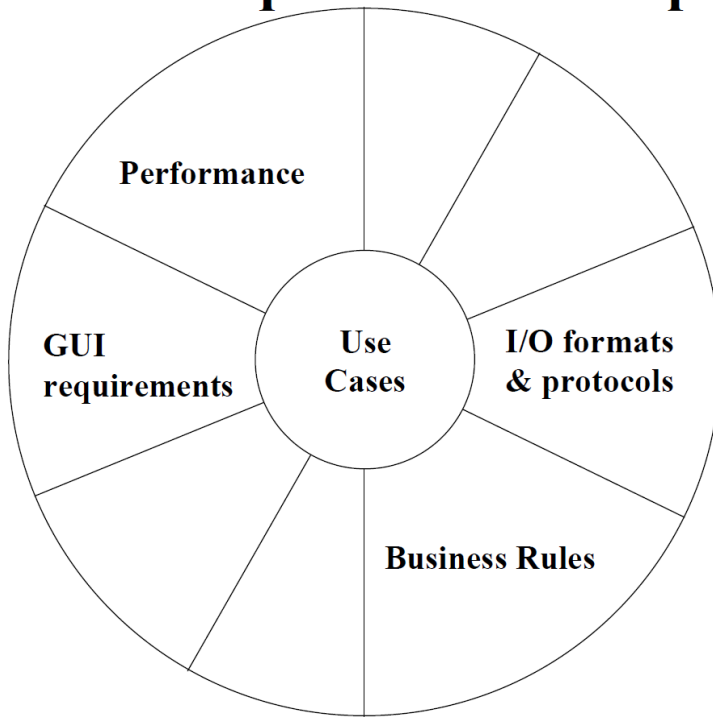 Performance
GUI
requirements
Use
Cases
I/O formats
& protocols
Business Rules